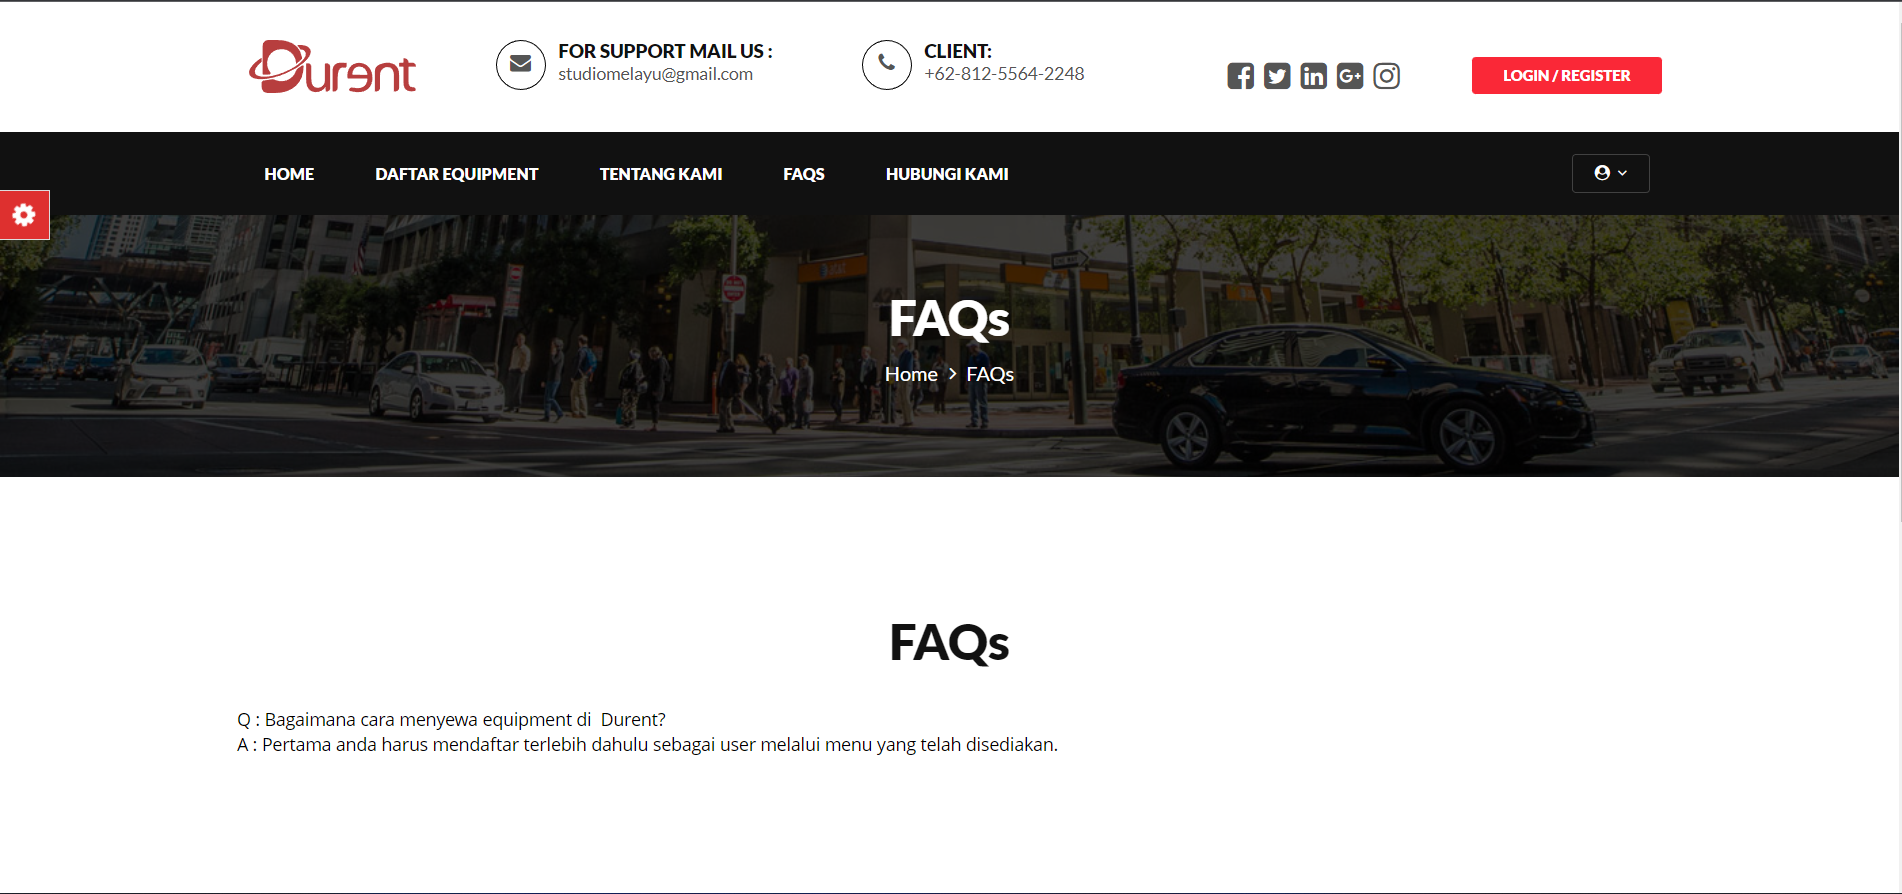 Durent
FOR SUPPORT MAIL US :
studiomelayu@gmail.com
CLIENT:
+62-812-5564-2248
LOGIN / REGISTER
HOME
DAFTAR EQUIPMENT
TENTANG KAMI
FAQS
HUBUNGI KAMI
FAQs
Home > FAQs
FAQs
Q : Bagaimana cara menyewa equipment di  Durent?
A : Pertama anda harus mendaftar terlebih dahulu sebagai user melalui menu yang telah disediakan.